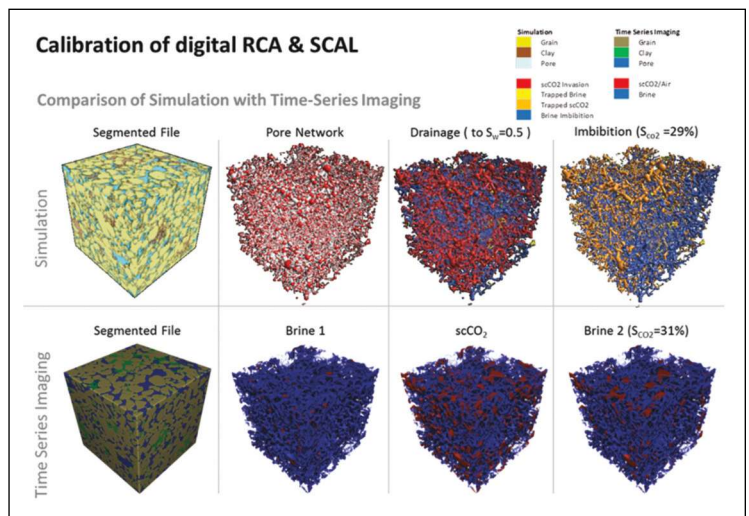 Calibration of digital RCA & SCAL
Simulation
Grain
Clay
Pore
scCO2 Invasion
Trapped Brine
Trapped scCO2
Brine Imbibition
Time Series Imaging
Grain
Clay
Pore
scCO2/Air
Brine
Comparison of Simulation with Time-Series Imaging
Simulation
Segmented File
Pore Network
Drainage ( to Sw=0.5 )
Imbibition (Sco2 =29%)
Time Series Imaging
Segmented File
Brine 1
scCO2
Brine 2 (SCO2=31%)